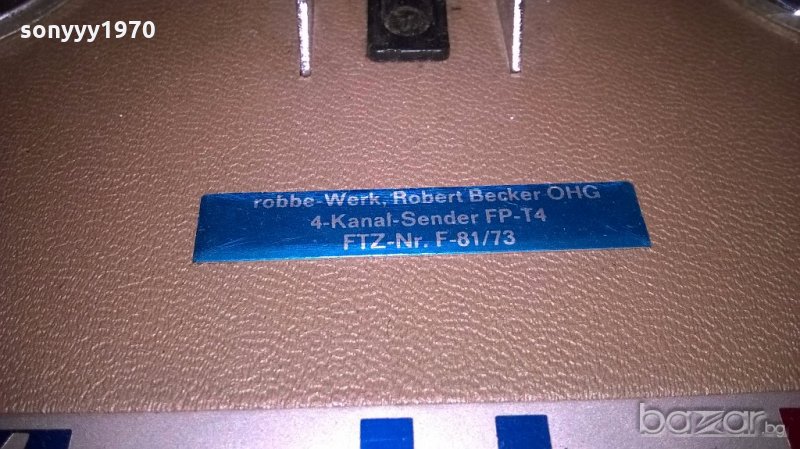 sonyyy1970
robbe-Werk, Robert Becker OHG
4-Kanal-Sender FP-T4
FTZ-Nr. F-81/73
bazar.bg